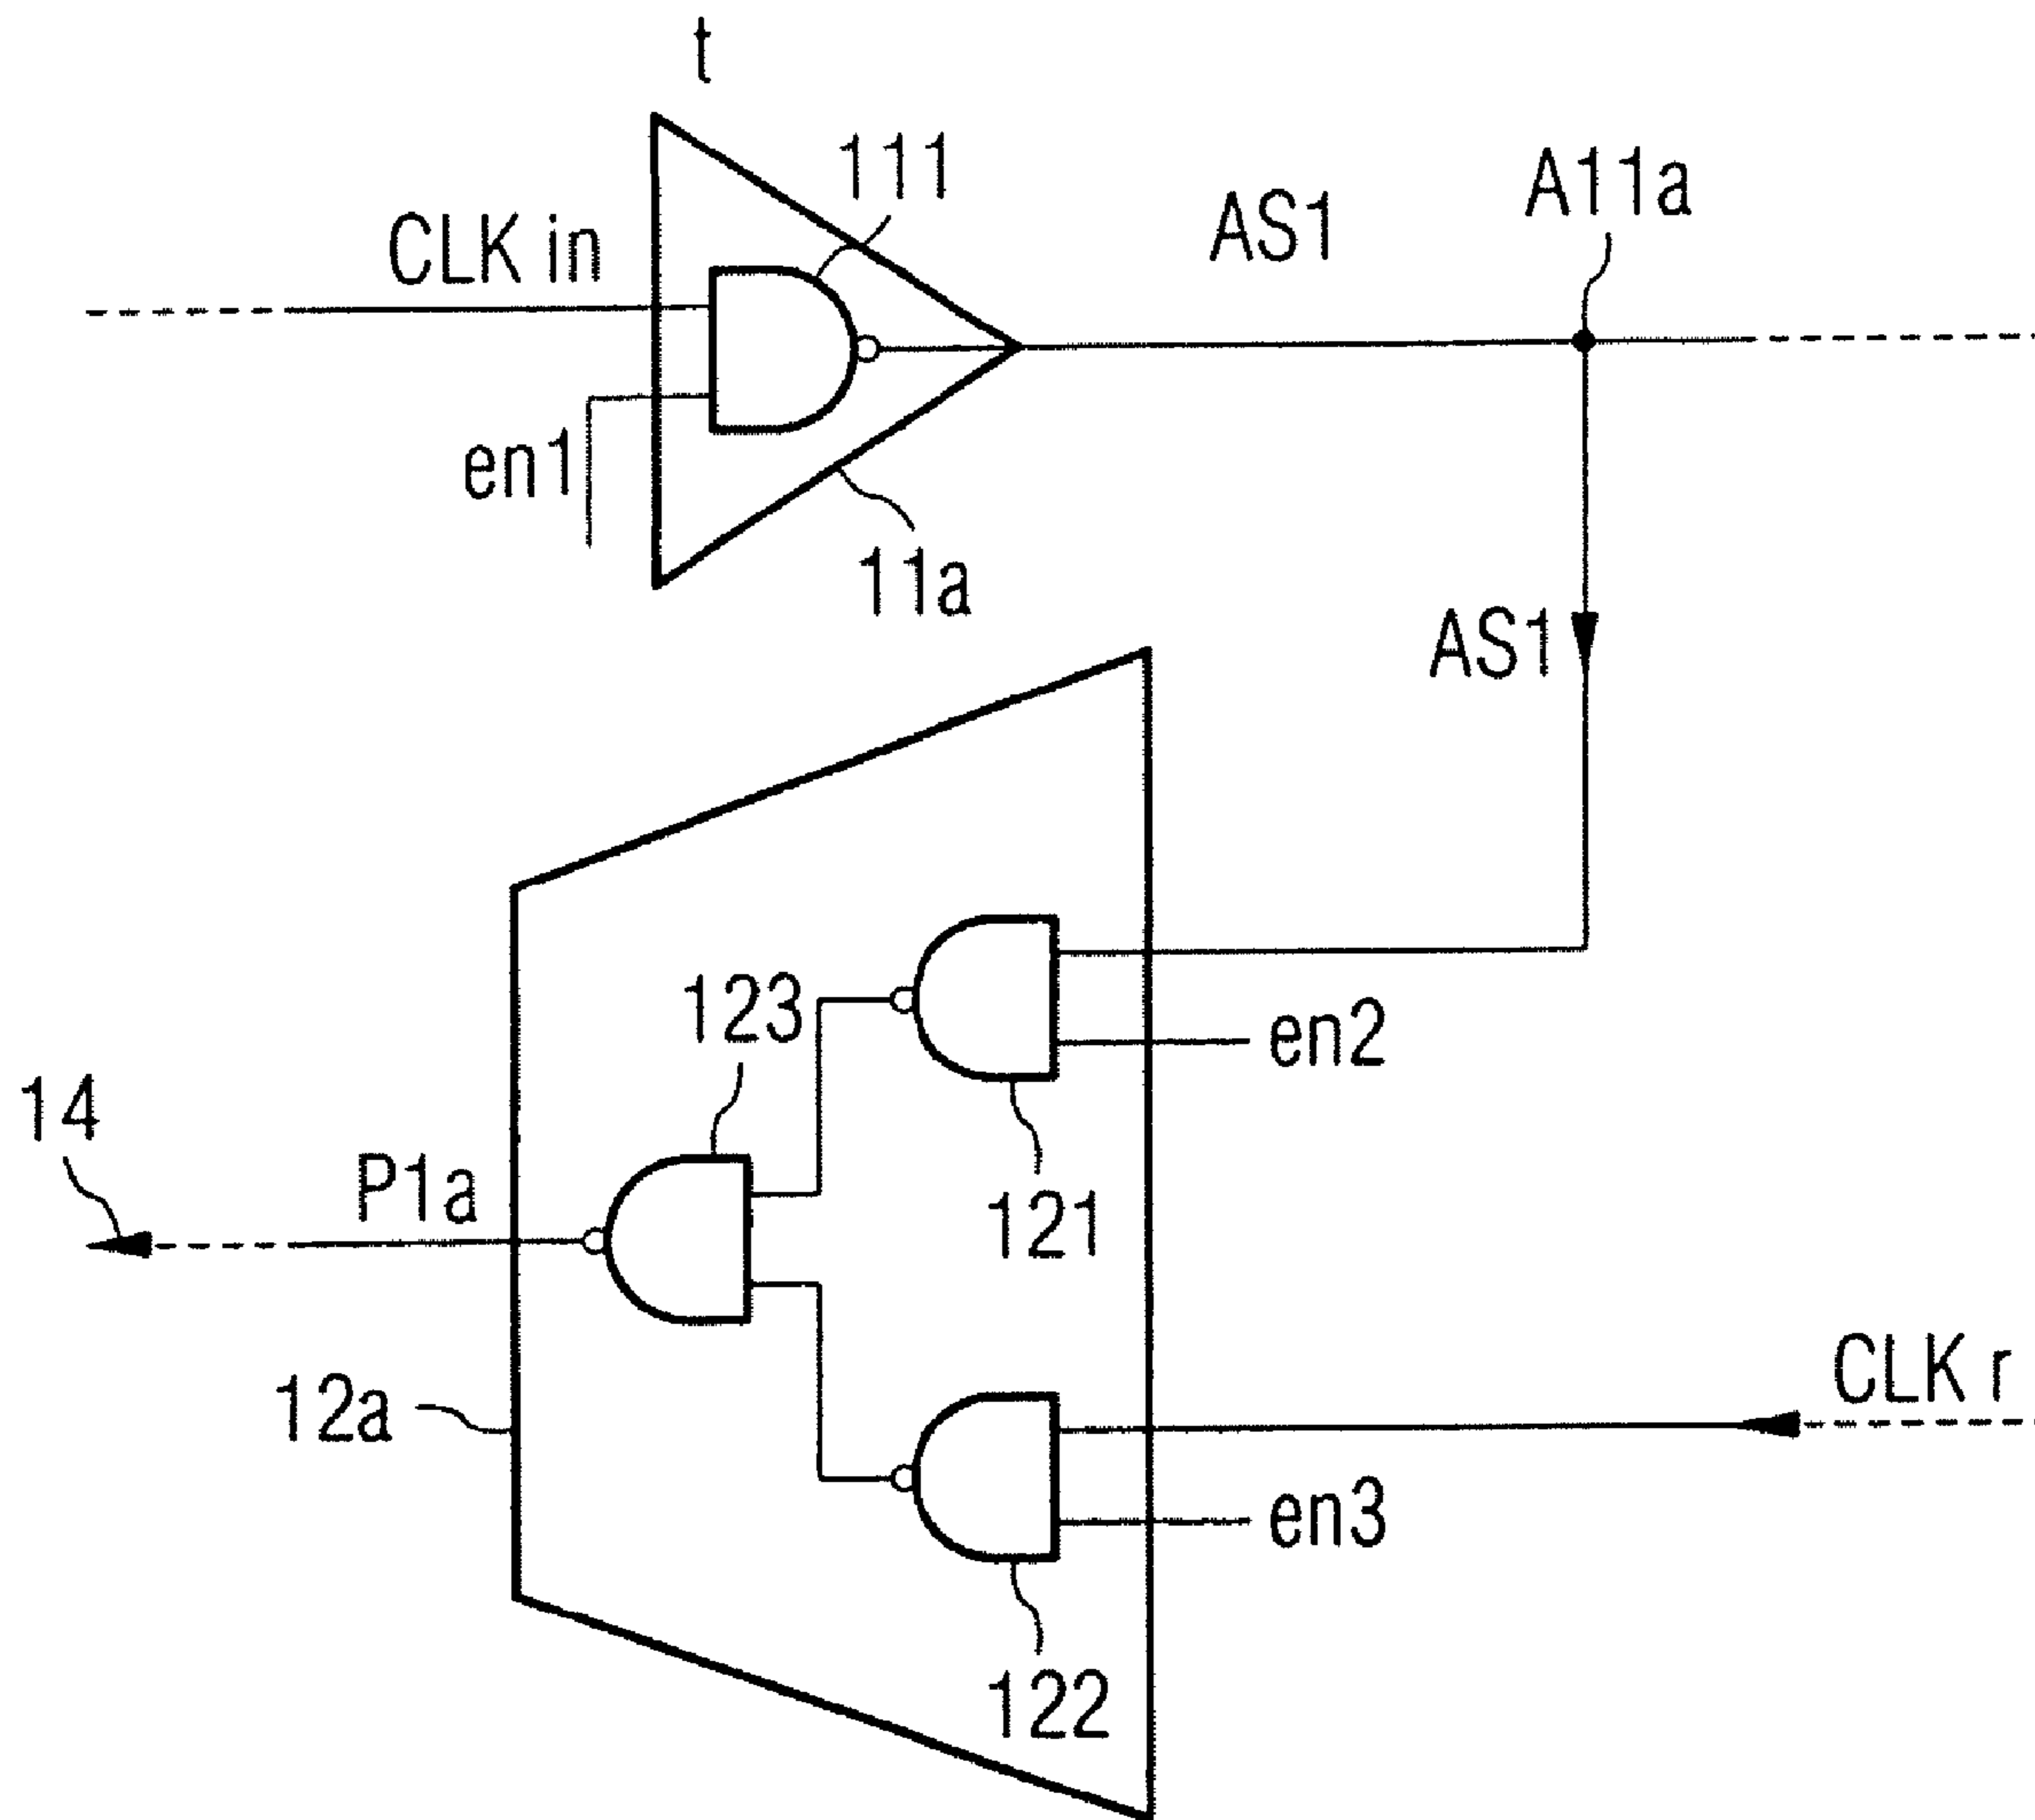 t
111
A11a
CLK in
AS1
en1
11a
AS1
123
en2
14
P1a
121
12a
CLK r
en3
122